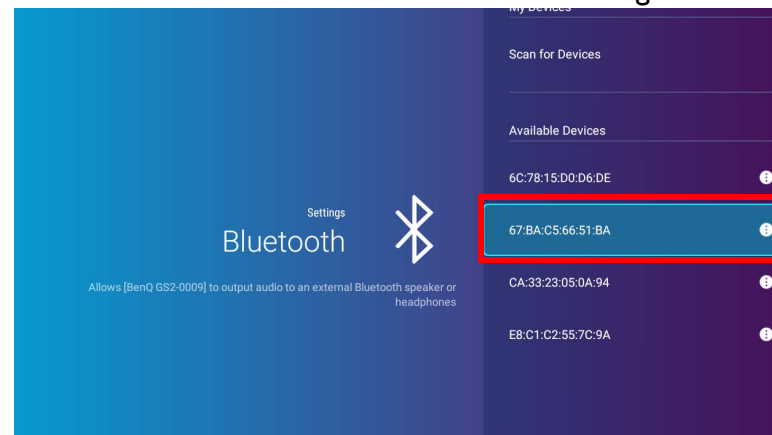 My Devices
Scan for Devices
Available Devices
6C:78:15:D0:D6:DE
Settings
Bluetooth
67:BA:C5:66:51:BA
Allows [BenQ GS2-0009] to output audio to an external Bluetooth speaker or
headphones
CA:33:23:05:0A:94
E8:C1:C2:55:7C:9A